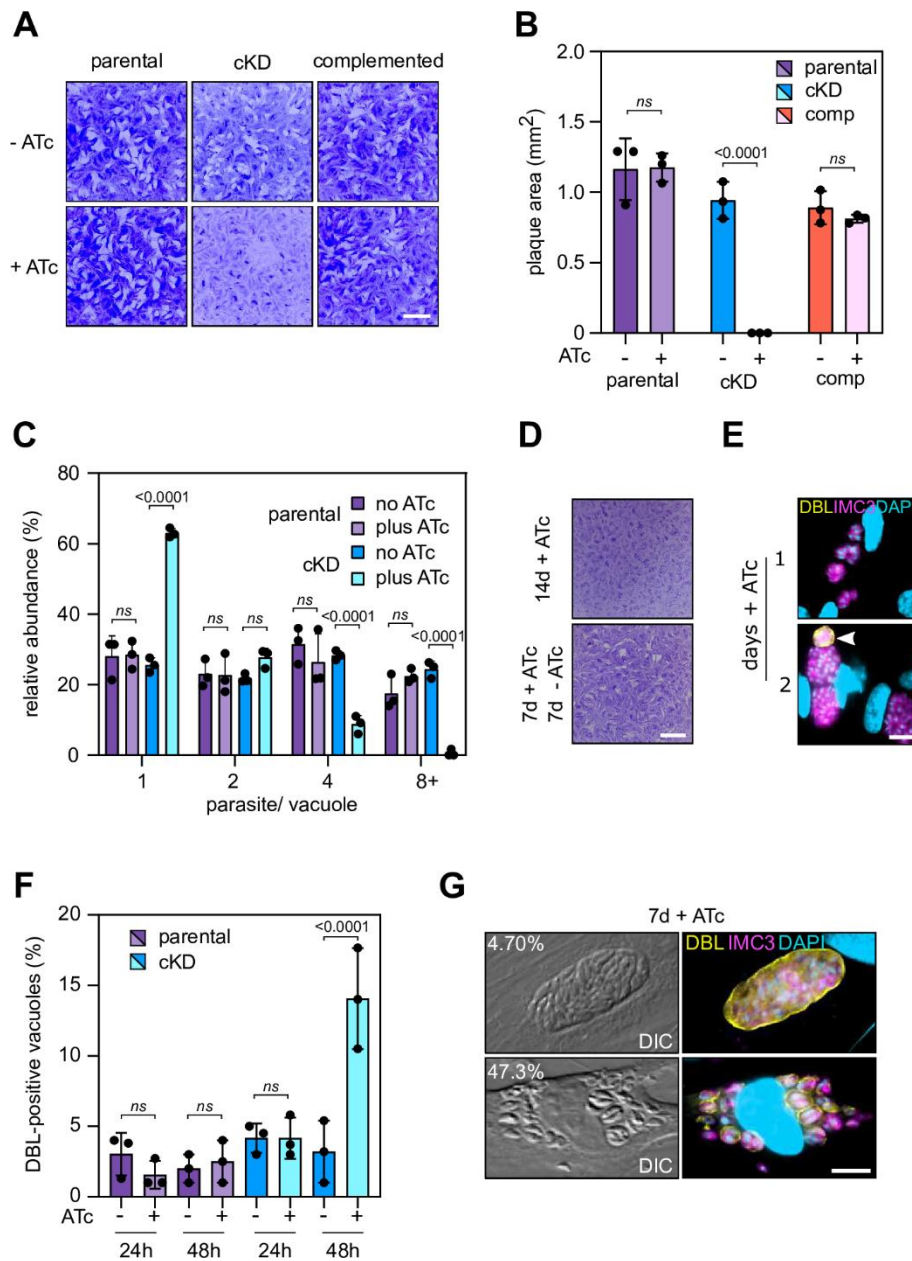 A
parental cKD complemented
- ATc
+ ATc
B
plaque area (mm²)
2.0
1.5
1.0
0.5
0
parental
cKD
comp
ns
<0.0001
ns
ATc - + - + - +
parental cKD comp
C
relative abundance (%)
80
60
40
20
0
<0.0001
parental
no ATc
plus ATc
cKD
no ATc
plus ATc
ns
ns
ns
ns
<0.0001
ns
<0.0001
1 2 4 8+
parasite/ vacuole
D
14d + ATc
7d + ATc
7d - ATc
E
DBLIMC3DAPI
days + ATc
1
2
F
DBL-positive vacuoles (%)
20
15
10
5
0
parental
cKD
ns
ns
ns
<0.0001
ATc - + - + - + - +
24h 48h 24h 48h
G
7d + ATc
4.70%
DIC
DBL IMC3 DAPI
47.3%
DIC